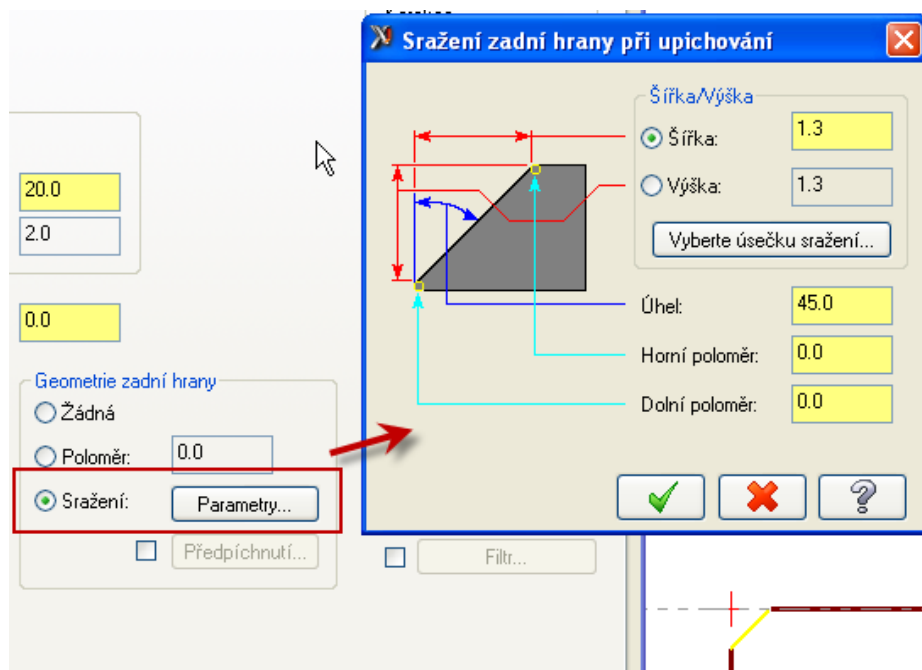 Sražení zadní hrany při upichování
Šířka/Výška
Šířka:
1.3
Výška:
1.3
Vyberte úsečku sražení...
Úhel:
45.0
Horní poloměr:
0.0
Dolní poloměr:
0.0
20.0
2.0
0.0
Geometrie zadní hrany
Žádná
Poloměr:
0.0
Sražení:
Parametry...
Předpíchnutí...
Filtr...